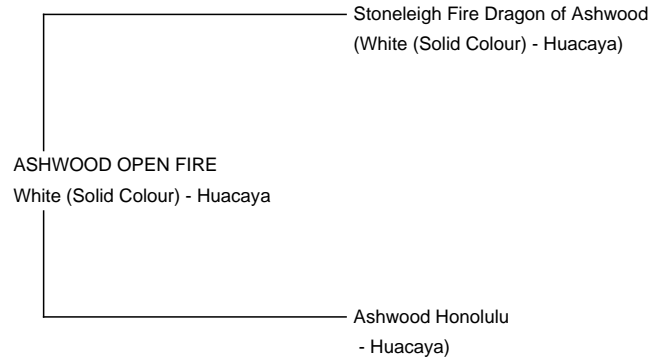 Stoneleigh Fire Dragon of Ashwood
(White (Solid Colour) - Huacaya)
ASHWOOD OPEN FIRE
White (Solid Colour) - Huacaya
Ashwood Honolulu
- Huacaya)